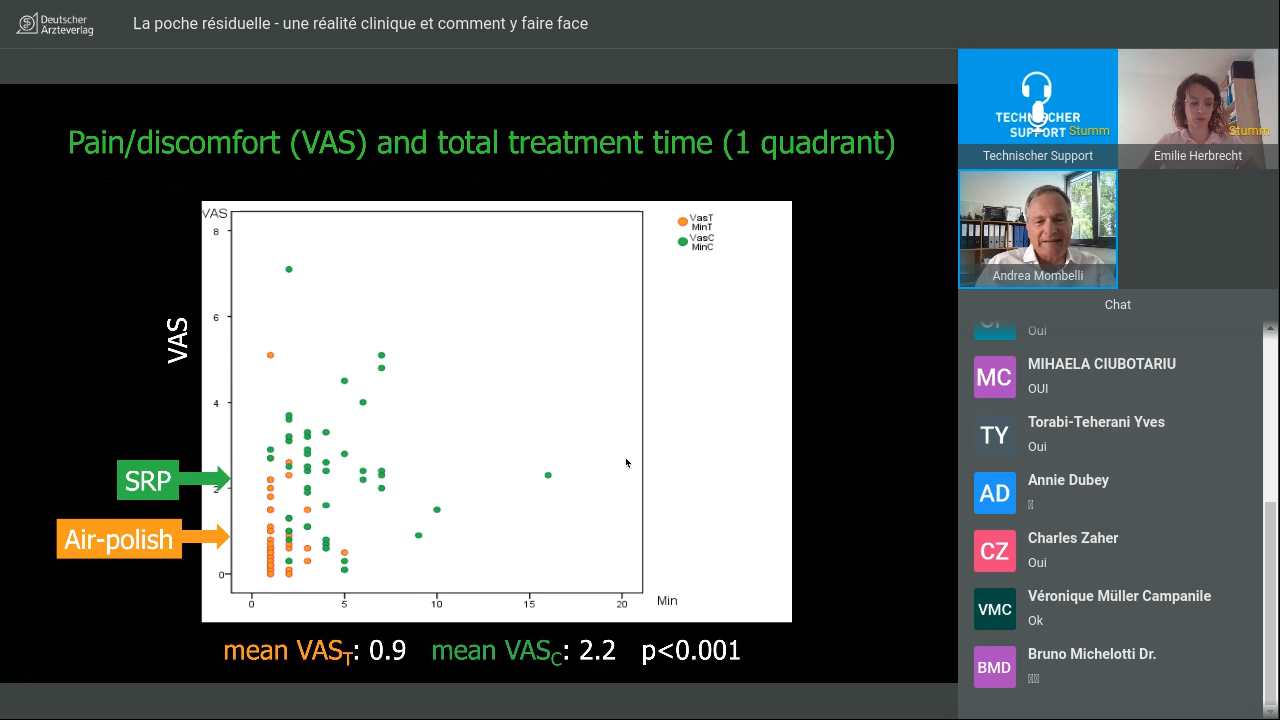 Deutscher
Ärzteverlag
La poche résiduelle - une réalité clinique et comment y faire face
Pain/discomfort (VAS) and total treatment time (1 quadrant)
VAS
8
6
4
2
0
0
5
10
15
20
Min
VasT
MinT
VasC
MinC
VAS
SRP
Air-polish
mean VAST: 0.9 mean VASC: 2.2 p<0.001
TECHNISCHER
SUPPORT
Stumm
Technischer Support
Stumm
Emilie Herbrecht
Andrea Mombelli
Chat
Oui
MC
MIHAELA CIUBOTARIU
OUI
TY
Torabi-Teherani Yves
Oui
AD
Annie Dubey
CZ
Charles Zaher
Oui
VMC
Véronique Müller Campanile
Ok
BMD
Bruno Michelotti Dr.